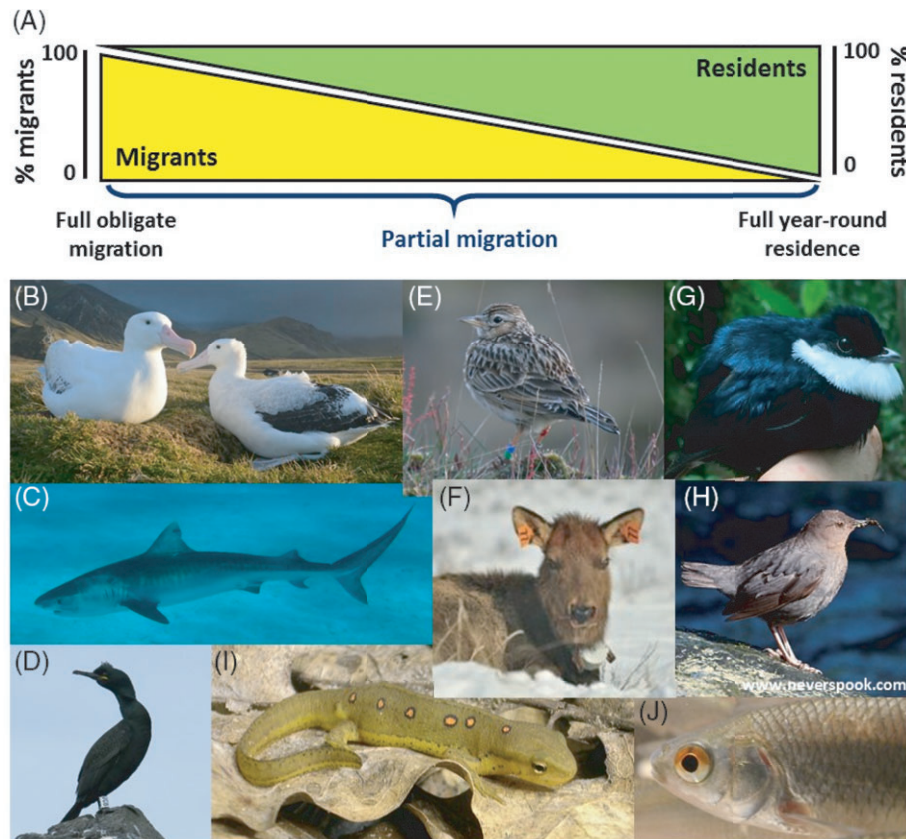 (A)
100
% migrants
0
Migrants
Residents
100
% residents
0
Full obligate
migration
Partial migration
Full year-round
residence
(B)
(E)
(G)
(C)
(F)
(H)
www.neverspook.com
(D)
(I)
(J)